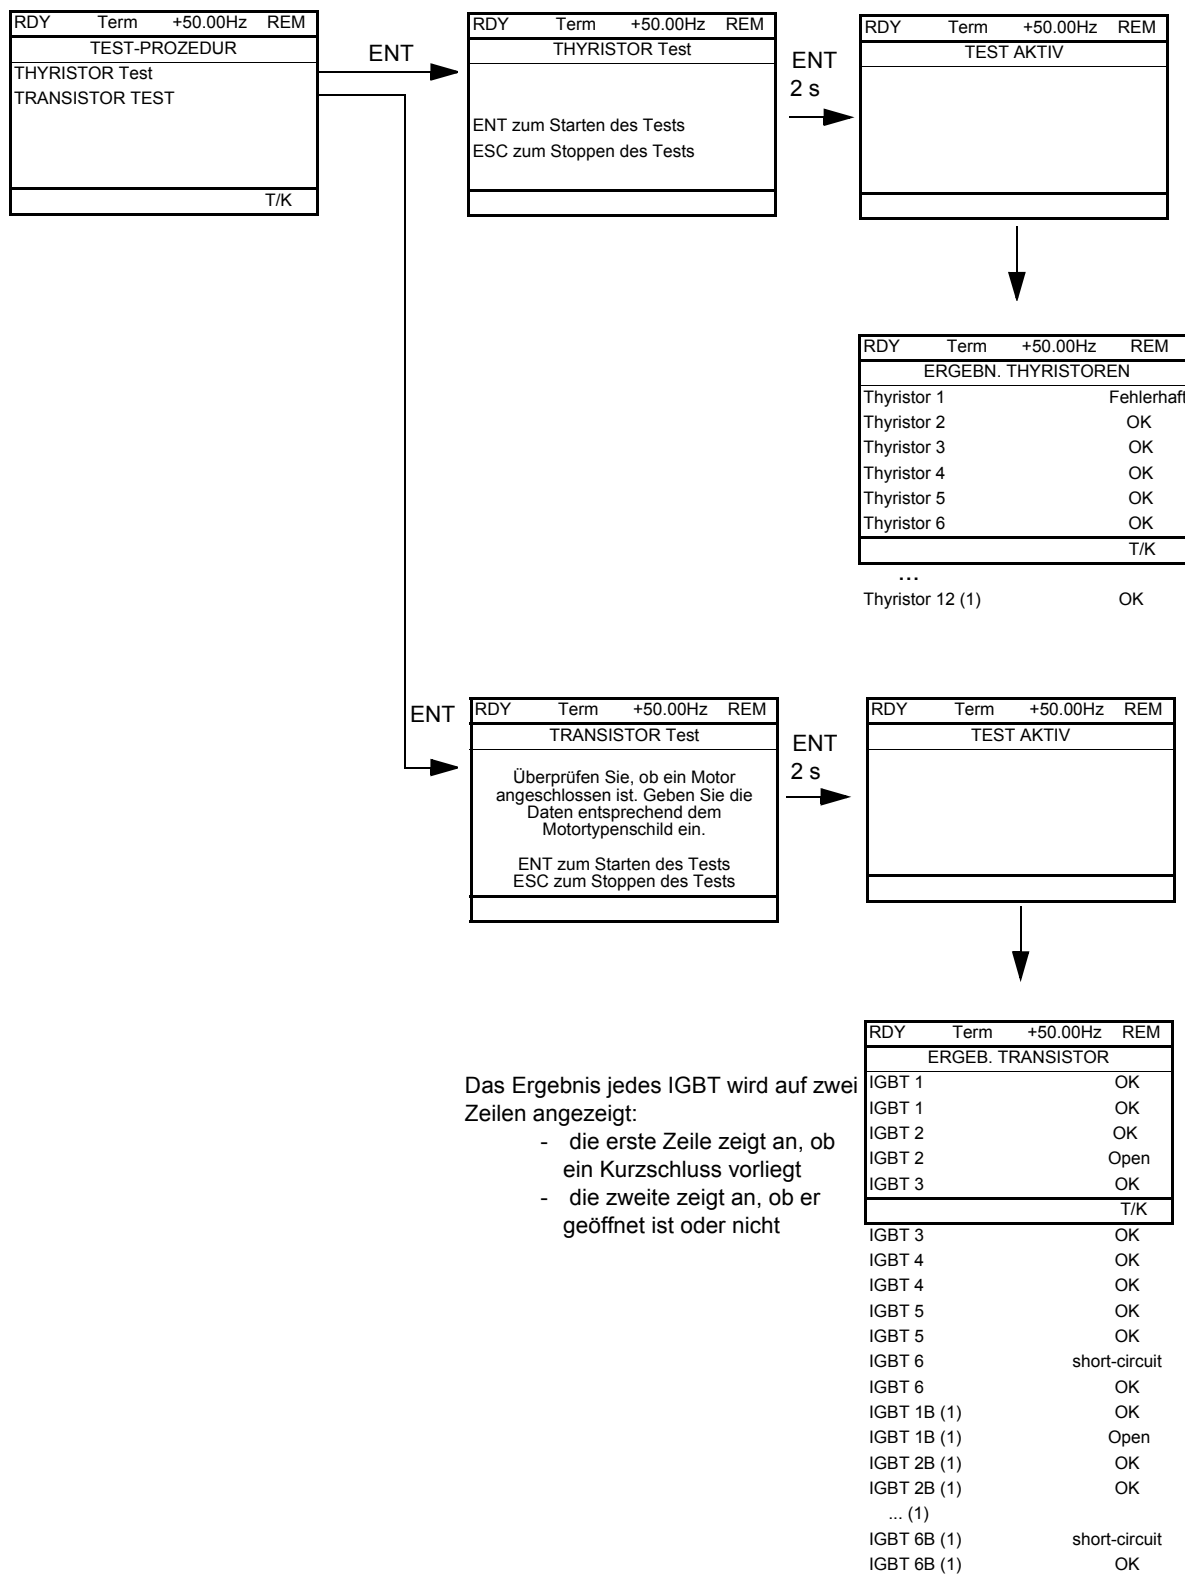 RDY Term +50.00Hz REM
TEST-PROZEDUR
THYRISTOR Test
TRANSISTOR TEST
T/K
ENT
RDY Term +50.00Hz REM
THYRISTOR Test
ENT zum Starten des Tests
ESC zum Stoppen des Tests
ENT
2 s
RDY Term +50.00Hz REM
TEST AKTIV
RDY Term +50.00Hz REM
ERGEBN. THYRISTOREN
Thyristor 1 Fehlerhaft
Thyristor 2 OK
Thyristor 3 OK
Thyristor 4 OK
Thyristor 5 OK
Thyristor 6 OK
T/K
...
Thyristor 12 (1) OK
ENT
RDY Term +50.00Hz REM
TRANSISTOR Test
Überprüfen Sie, ob ein Motor
angeschlossen ist. Geben Sie die
Daten entsprechend dem
Motortypenschild ein.
ENT zum Starten des Tests
ESC zum Stoppen des Tests
ENT
2 s
RDY Term +50.00Hz REM
TEST AKTIV
Das Ergebnis jedes IGBT wird auf zwei
Zeilen angezeigt:
- die erste Zeile zeigt an, ob
ein Kurzschluss vorliegt
- die zweite zeigt an, ob er
geöffnet ist oder nicht
RDY Term +50.00Hz REM
ERGEB. TRANSISTOR
IGBT 1 OK
IGBT 1 OK
IGBT 2 OK
IGBT 2 Open
IGBT 3 OK
T/K
IGBT 3 OK
IGBT 4 OK
IGBT 4 OK
IGBT 5 OK
IGBT 5 OK
IGBT 6 short-circuit
IGBT 6 OK
IGBT 1B (1) OK
IGBT 1B (1) Open
IGBT 2B (1) OK
IGBT 2B (1) OK
... (1)
IGBT 6B (1) short-circuit
IGBT 6B (1) OK